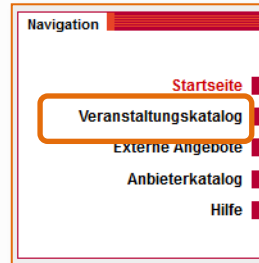 Navigation
Startseite
Veranstaltungskatalog
Externe Angebote
Anbieterkatalog
Hilfe